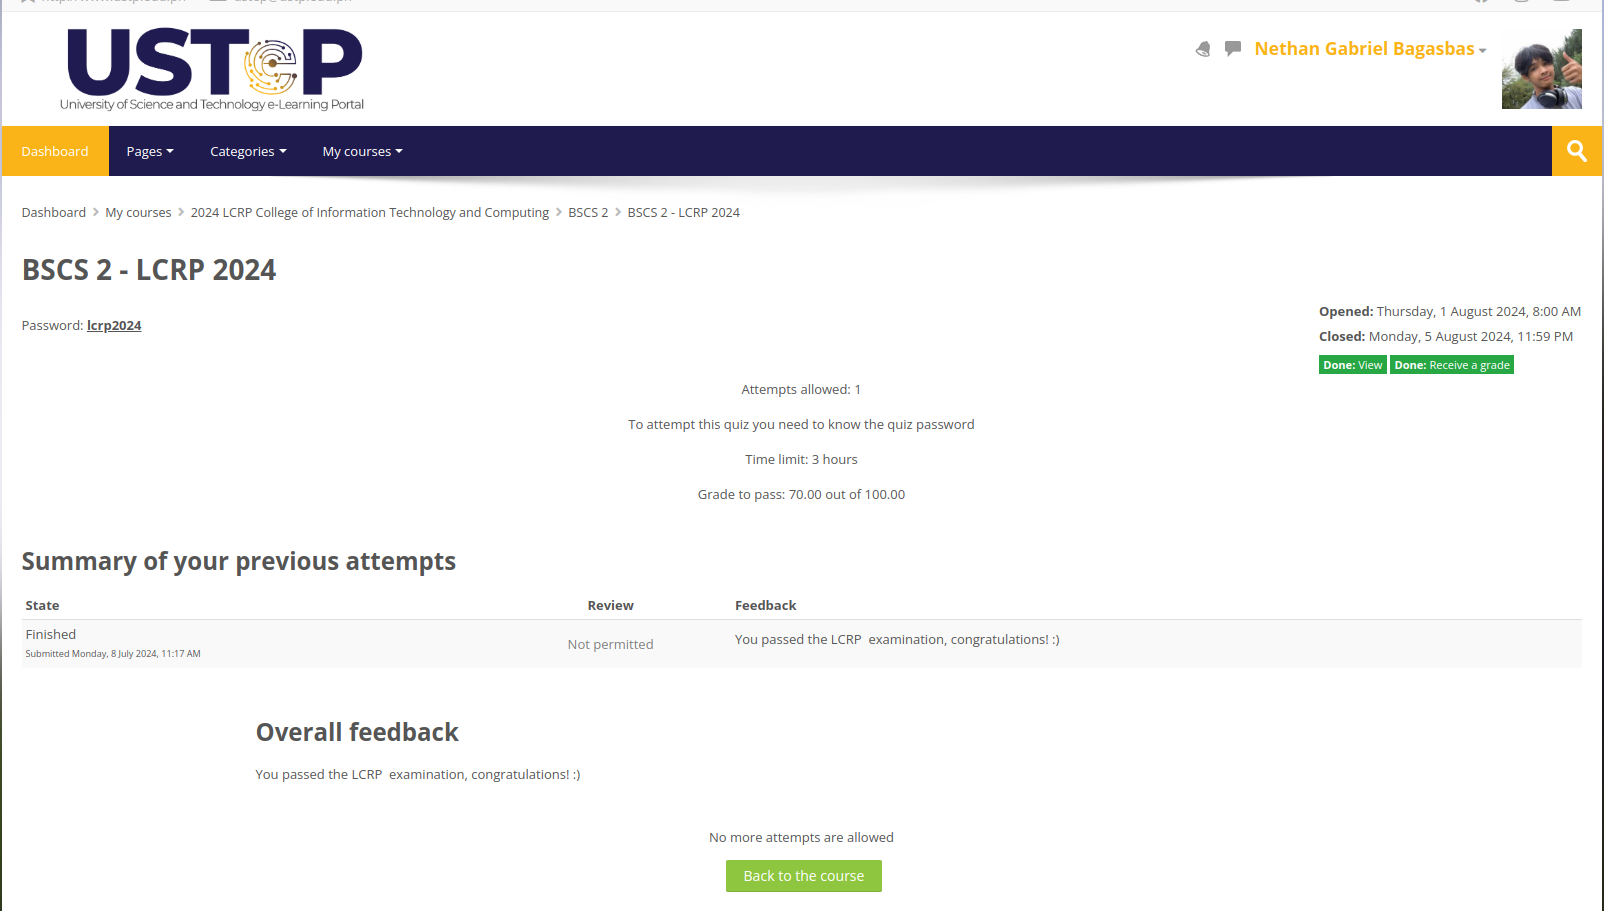 USTeP
University of Science and Technology e-Learning Portal
Nethan Gabriel Bagasbas
Dashboard Pages Categories My courses
Dashboard My courses 2024 LCRP College of Information Technology and Computing BSCS 2 BSCS 2 - LCRP 2024
BSCS 2 - LCRP 2024
Opened: Thursday, 1 August 2024, 8:00 AM
Password: lcrp2024
Closed: Monday, 5 August 2024, 11:59 PM
Done: View Done: Receive a grade
Attempts allowed: 1
To attempt this quiz you need to know the quiz password
Time limit: 3 hours
Grade to pass: 70.00 out of 100.00
Summary of your previous attempts
State Review Feedback
Finished
Submitted Monday, 8 July 2024, 11:17 AM
Not permitted
You passed the LCRP examination, congratulations! :)
Overall feedback
You passed the LCRP examination, congratulations! :)
No more attempts are allowed
Back to the course